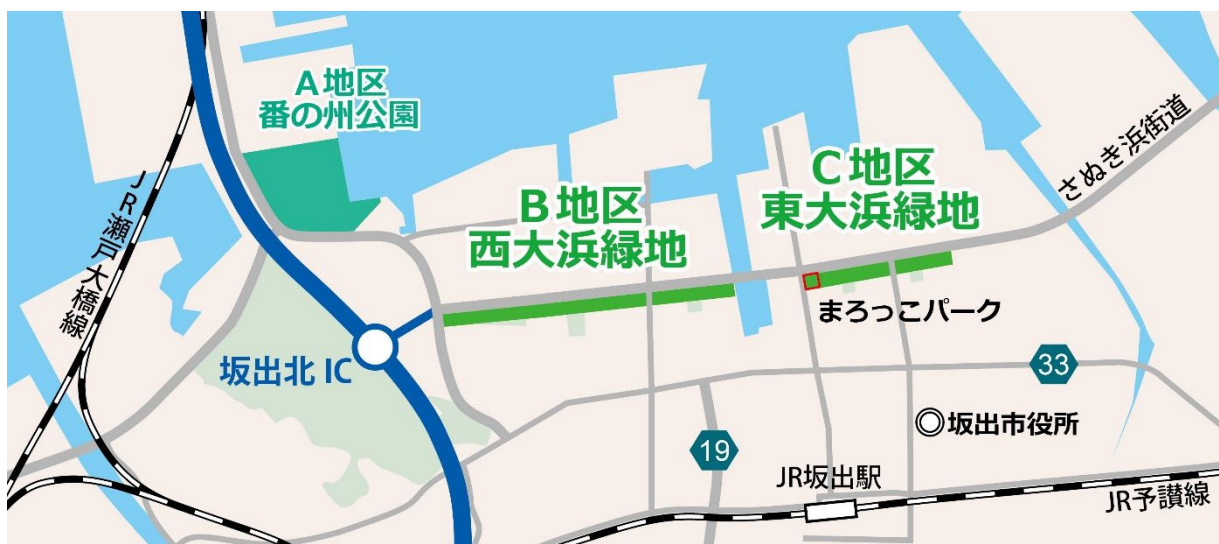 A地区
番の州公園
B地区
西大浜緑地
C地区
東大浜緑地
さぬき浜街道
JR瀬戸大橋線
まろっこパーク
坂出北 IC
33
坂出市役所
19
JR坂出駅
JR予讃線